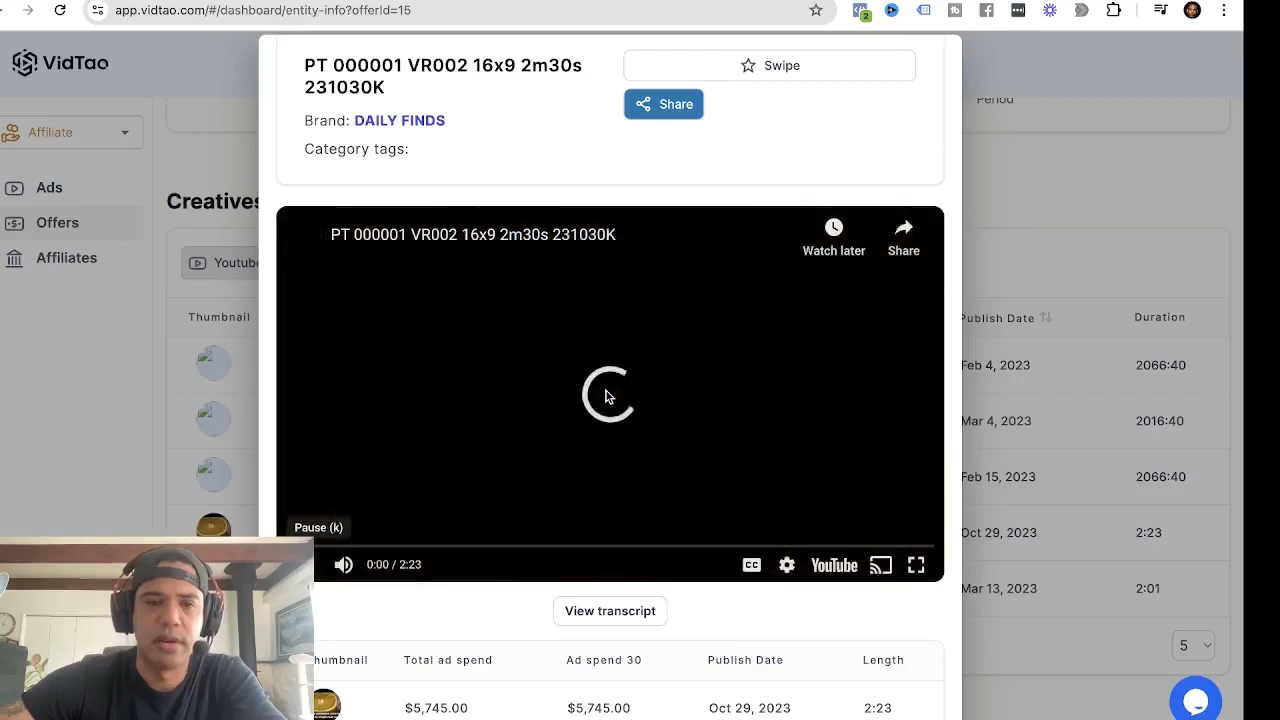 app.vidtao.com/#/dashboard/entity-info?offerId=15
2
VidTao
PT 000001 VR002 16x9 2m30s
231030K
Swipe
Share
Brand: DAILY FINDS
Category tags:
Period
Affiliate
Ads
Offers
Affiliates
Creatives
Youtube
Thumbnail
Publish Date
Duration
Feb 4, 2023
2066:40
Mar 4, 2023
2016:40
Feb 15, 2023
2066:40
Oct 29, 2023
2:23
Mar 13, 2023
2:01
5
PT 000001 VR002 16x9 2m30s 231030K
Watch later
Share
Pause (k)
0:00 / 2:23
CC
YouTube
View transcript
humbnail
Total ad spend
Ad spend 30
Publish Date
Length
$5,745.00
$5,745.00
Oct 29, 2023
2:23